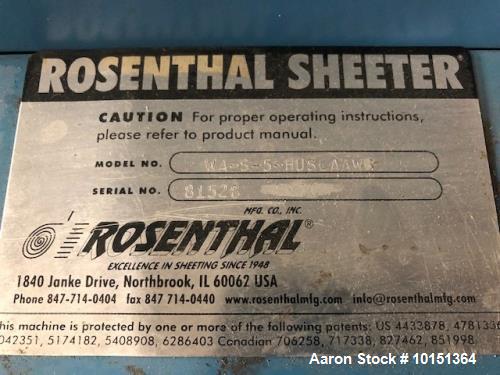 ROSENTHAL SHEETER®
CAUTION For proper operating instructions,
please refer to product manual.
MODEL NO.
SERIAL NO. 81528
MFG. CO., INC.
ROSENTHAL®
EXCELLENCE IN SHEETING SINCE 1948
1840 Janke Drive, Northbrook, IL 60062 USA
Phone 847-714-0404 fax 847 714-0440 www.rosenthalmfg.com info@rosenthalmfg.com
his machine is protected by one or more of the following patents: US 4433878, 478133
042351, 5174182, 5408908, 6286403 Canadian 706258, 717338, 827462, 851998
Aaron Stock # 10151364